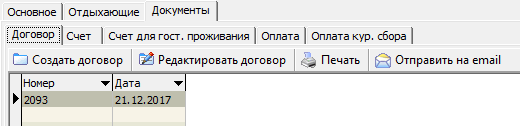 Основное Отдыхающие Документы
Договор Счет Счет для гост. проживания Оплата Оплата кур. сбора
Создать договор Редактировать договор Печать Отправить на email
Номер Дата
2093 21.12.2017